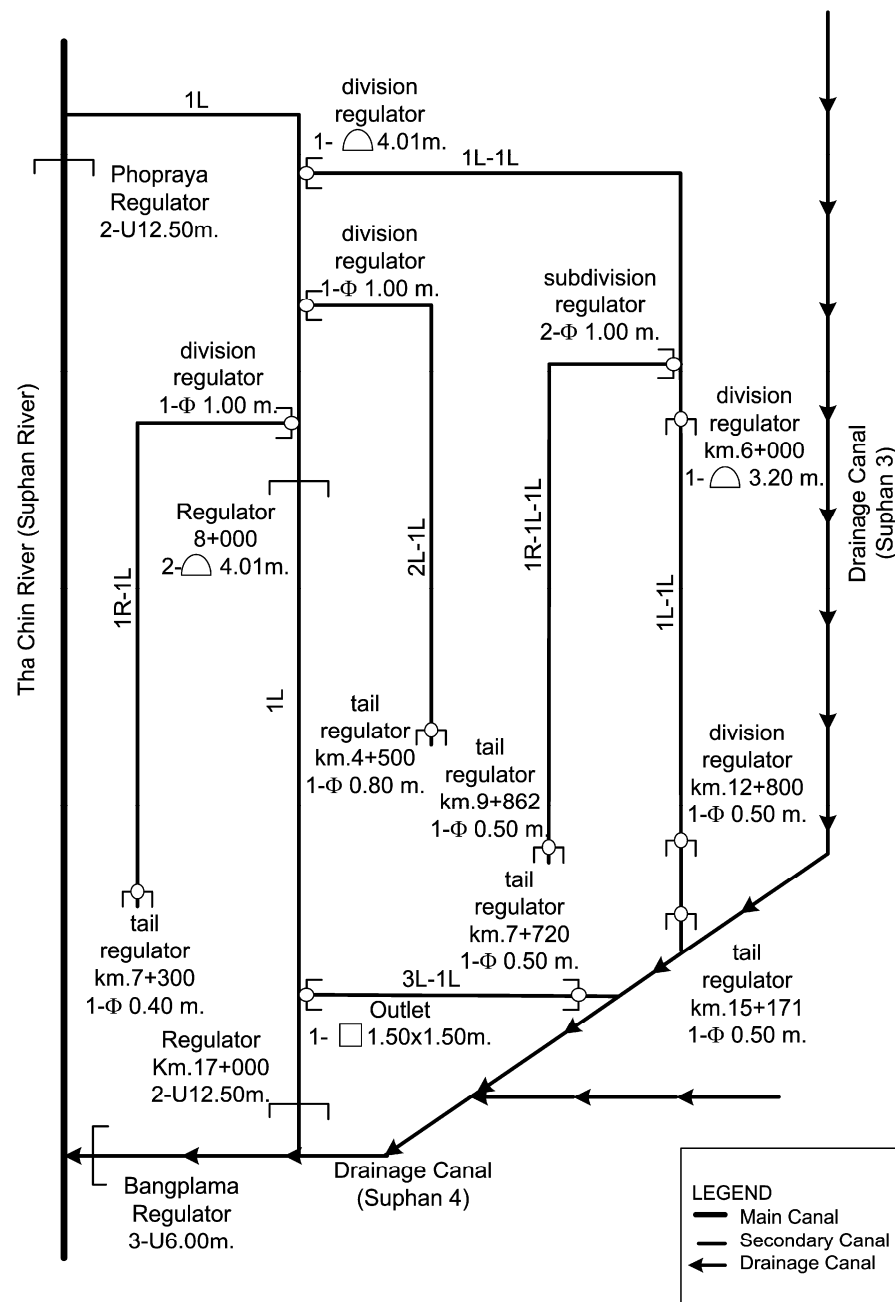 1L
division
regulator
1- 4.01m.
1L-1L
Phopraya
Regulator
2-U12.50m.
division
regulator
1-Φ 1.00 m.
subdivision
regulator
2-Φ 1.00 m.
division
regulator
1-Φ 1.00 m.
division
regulator
km.6+000
1- 3.20 m.
Tha Chin River (Suphan River)
Drainage Canal
(Suphan 3)
Regulator
8+000
2- 4.01m.
1R-1L
2L-1L
1R-1L-1L
1L-1L
1L
tail
regulator
km.4+500
1-Φ 0.80 m.
tail
regulator
km.9+862
1-Φ 0.50 m.
division
regulator
km.12+800
1-Φ 0.50 m.
tail
regulator
km.7+720
1-Φ 0.50 m.
tail
regulator
km.7+300
1-Φ 0.40 m.
tail
regulator
km.15+171
1-Φ 0.50 m.
3L-1L
Outlet
1- 1.50x1.50m.
Regulator
Km.17+000
2-U12.50m.
Drainage Canal
(Suphan 4)
Bangplama
Regulator
3-U6.00m.
LEGEND
Main Canal
Secondary Canal
Drainage Canal